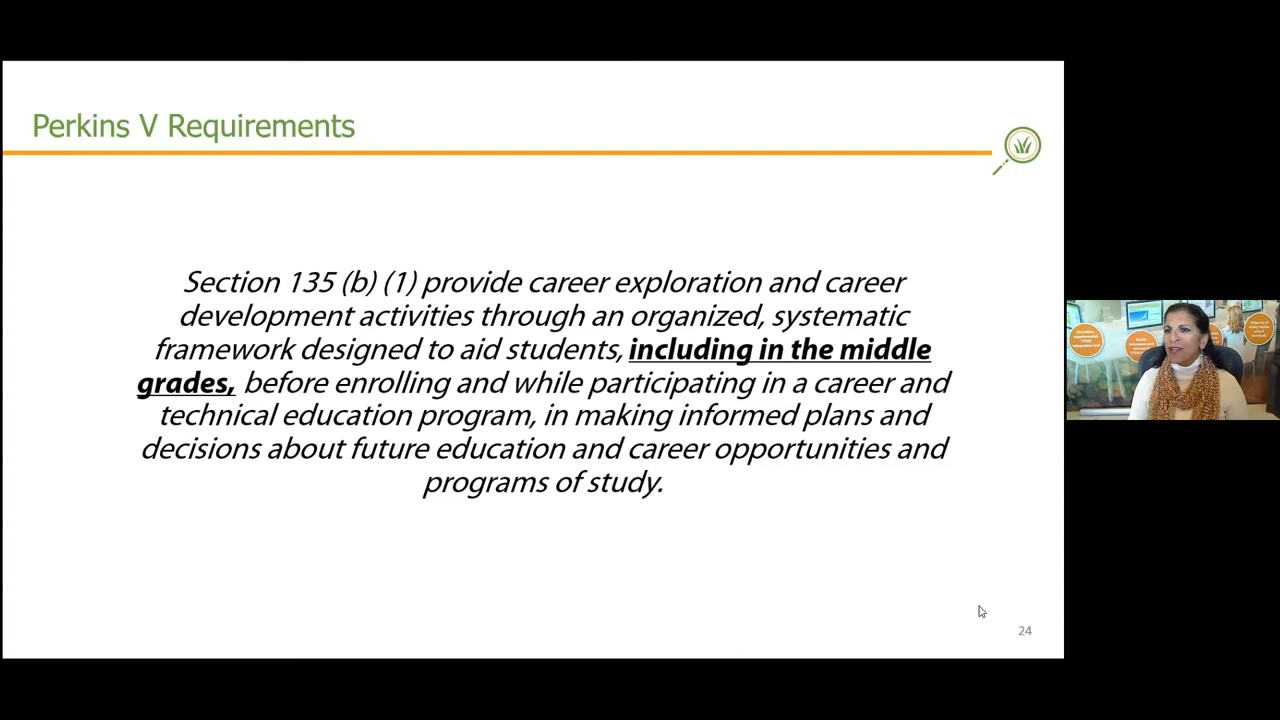 Perkins V Requirements
Section 135 (b) (1) provide career exploration and career
development activities through an organized, systematic
framework designed to aid students, including in the middle
grades, before enrolling and while participating in a career and
technical education program, in making informed plans and
decisions about future education and career opportunities and
programs of study.
24